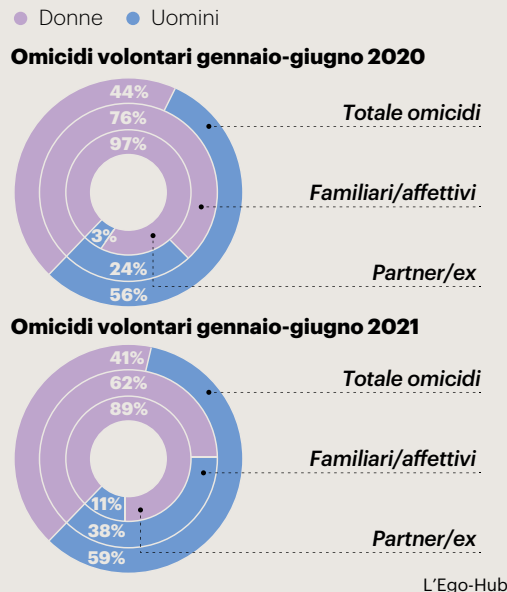 Donne Uomini
Omicidi volontari gennaio-giugno 2020
44%
76%
97%
Totale omicidi
Familiari/affettivi
3%
24%
56%
Partner/ex
Omicidi volontari gennaio-giugno 2021
41%
62%
89%
Totale omicidi
Familiari/affettivi
11%
38%
59%
Partner/ex
L'Ego-Hub